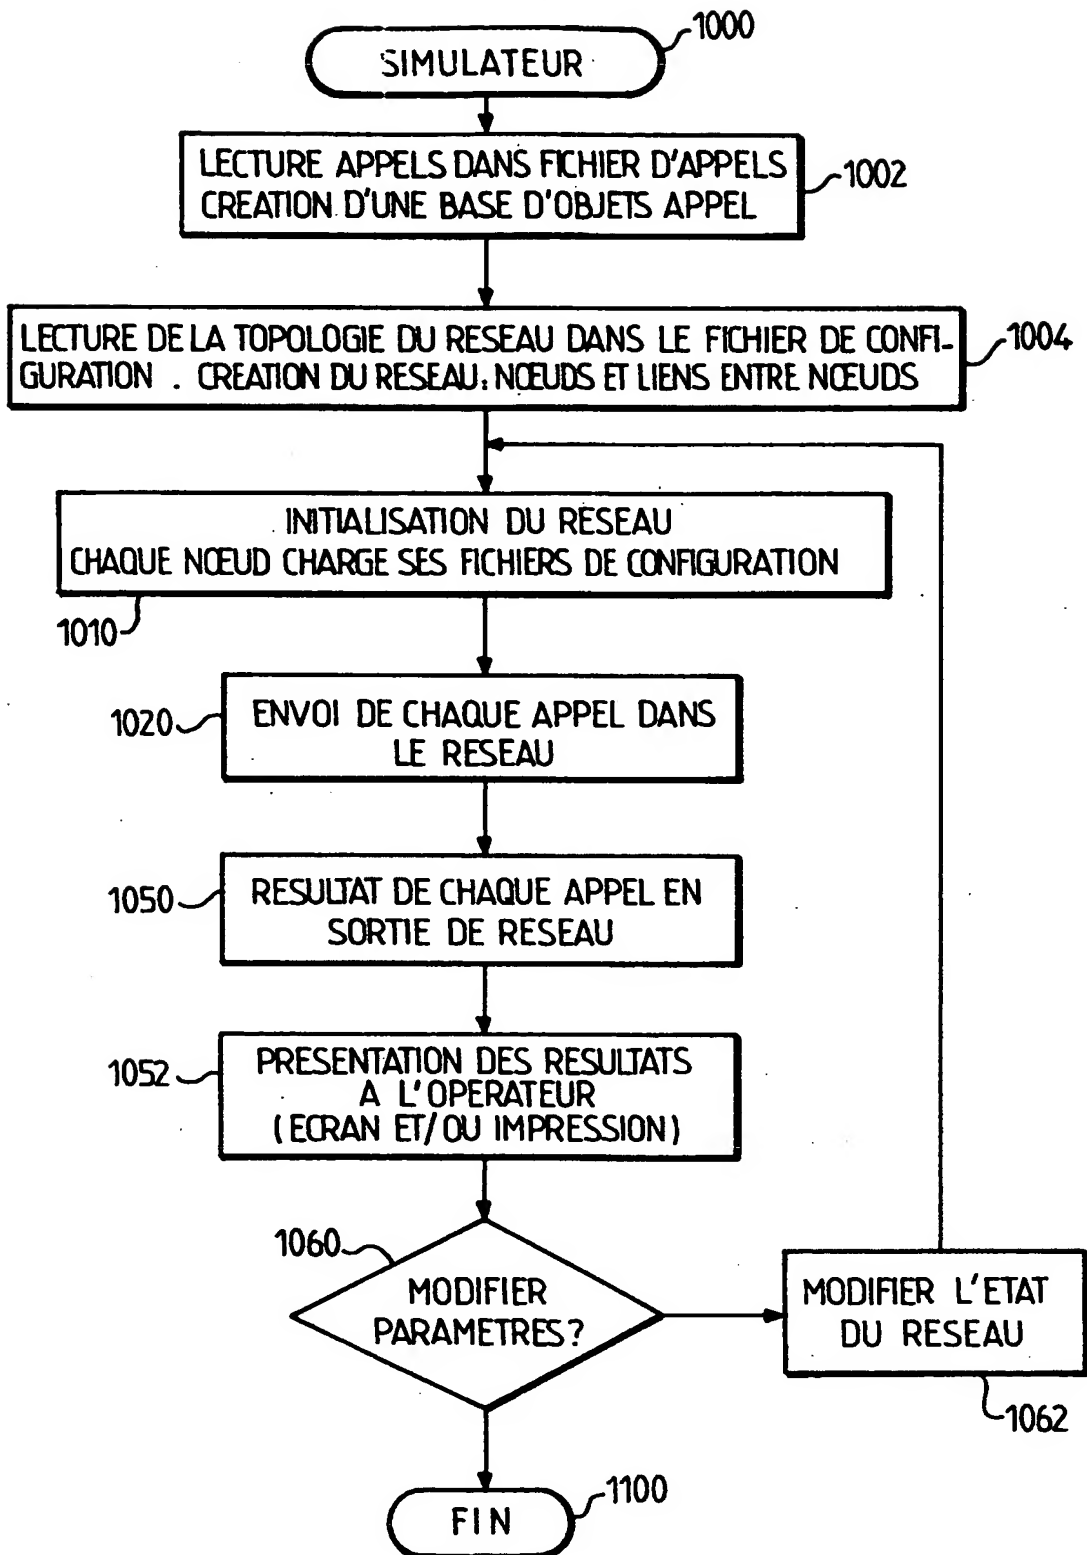 1000
SIMULATEUR
LECTURE APPELS DANS FICHIER D'APPELS
CREATION D'UNE BASE D'OBJETS APPEL
1002
LECTURE DE LA TOPOLOGIE DU RESEAU DANS LE FICHIER DE CONFI-
GURATION . CREATION DU RESEAU : NŒUDS ET LIENS ENTRE NŒUDS
1004
INITIALISATION DU RESEAU
CHAQUE NŒUD CHARGE SES FICHIERS DE CONFIGURATION
1010
1020
ENVOI DE CHAQUE APPEL DANS
LE RESEAU
1050
RESULTAT DE CHAQUE APPEL EN
SORTIE DE RESEAU
1052
PRESENTATION DES RESULTATS
A L'OPERATEUR
(ECRAN ET/OU IMPRESSION)
1060
MODIFIER
PARAMETRES?
MODIFIER L'ETAT
DU RESEAU
1062
1100
FIN